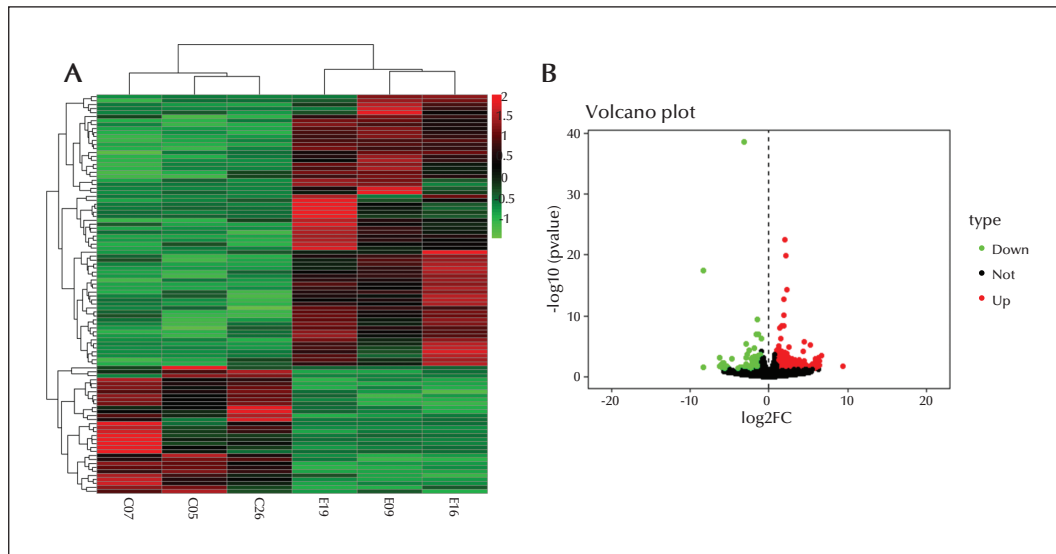 A
2
1.5
1
0.5
0
-0.5
-1
C07
C05
C26
E19
E09
E16
B
Volcano plot
40
30
20
10
0
-log10 (pvalue)
-20
-10
0
10
20
log2FC
type
Down
Not
Up